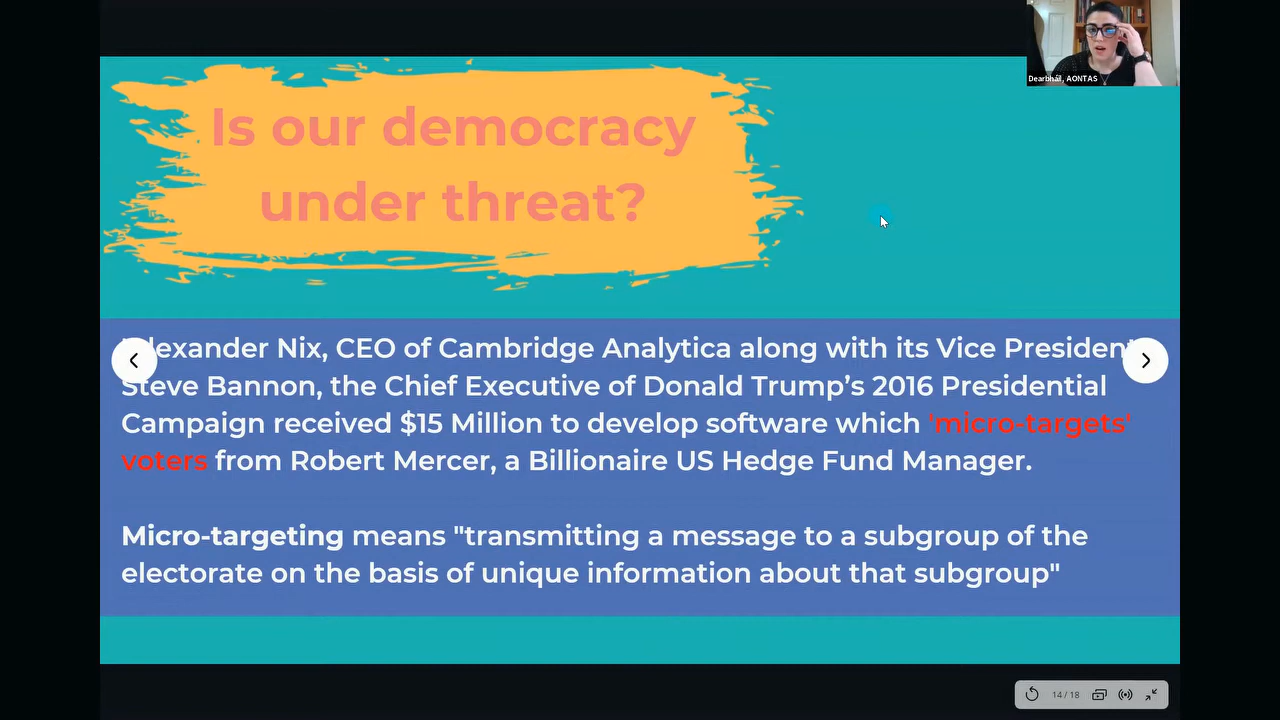 Is our democracy
under threat?
Dearbháil, AONTAS
lexander Nix, CEO of Cambridge Analytica along with its Vice President
Steve Bannon, the Chief Executive of Donald Trump’s 2016 Presidential
Campaign received $15 Million to develop software which 'micro-targets'
voters from Robert Mercer, a Billionaire US Hedge Fund Manager.
Micro-targeting means "transmitting a message to a subgroup of the
electorate on the basis of unique information about that subgroup"
14 / 18